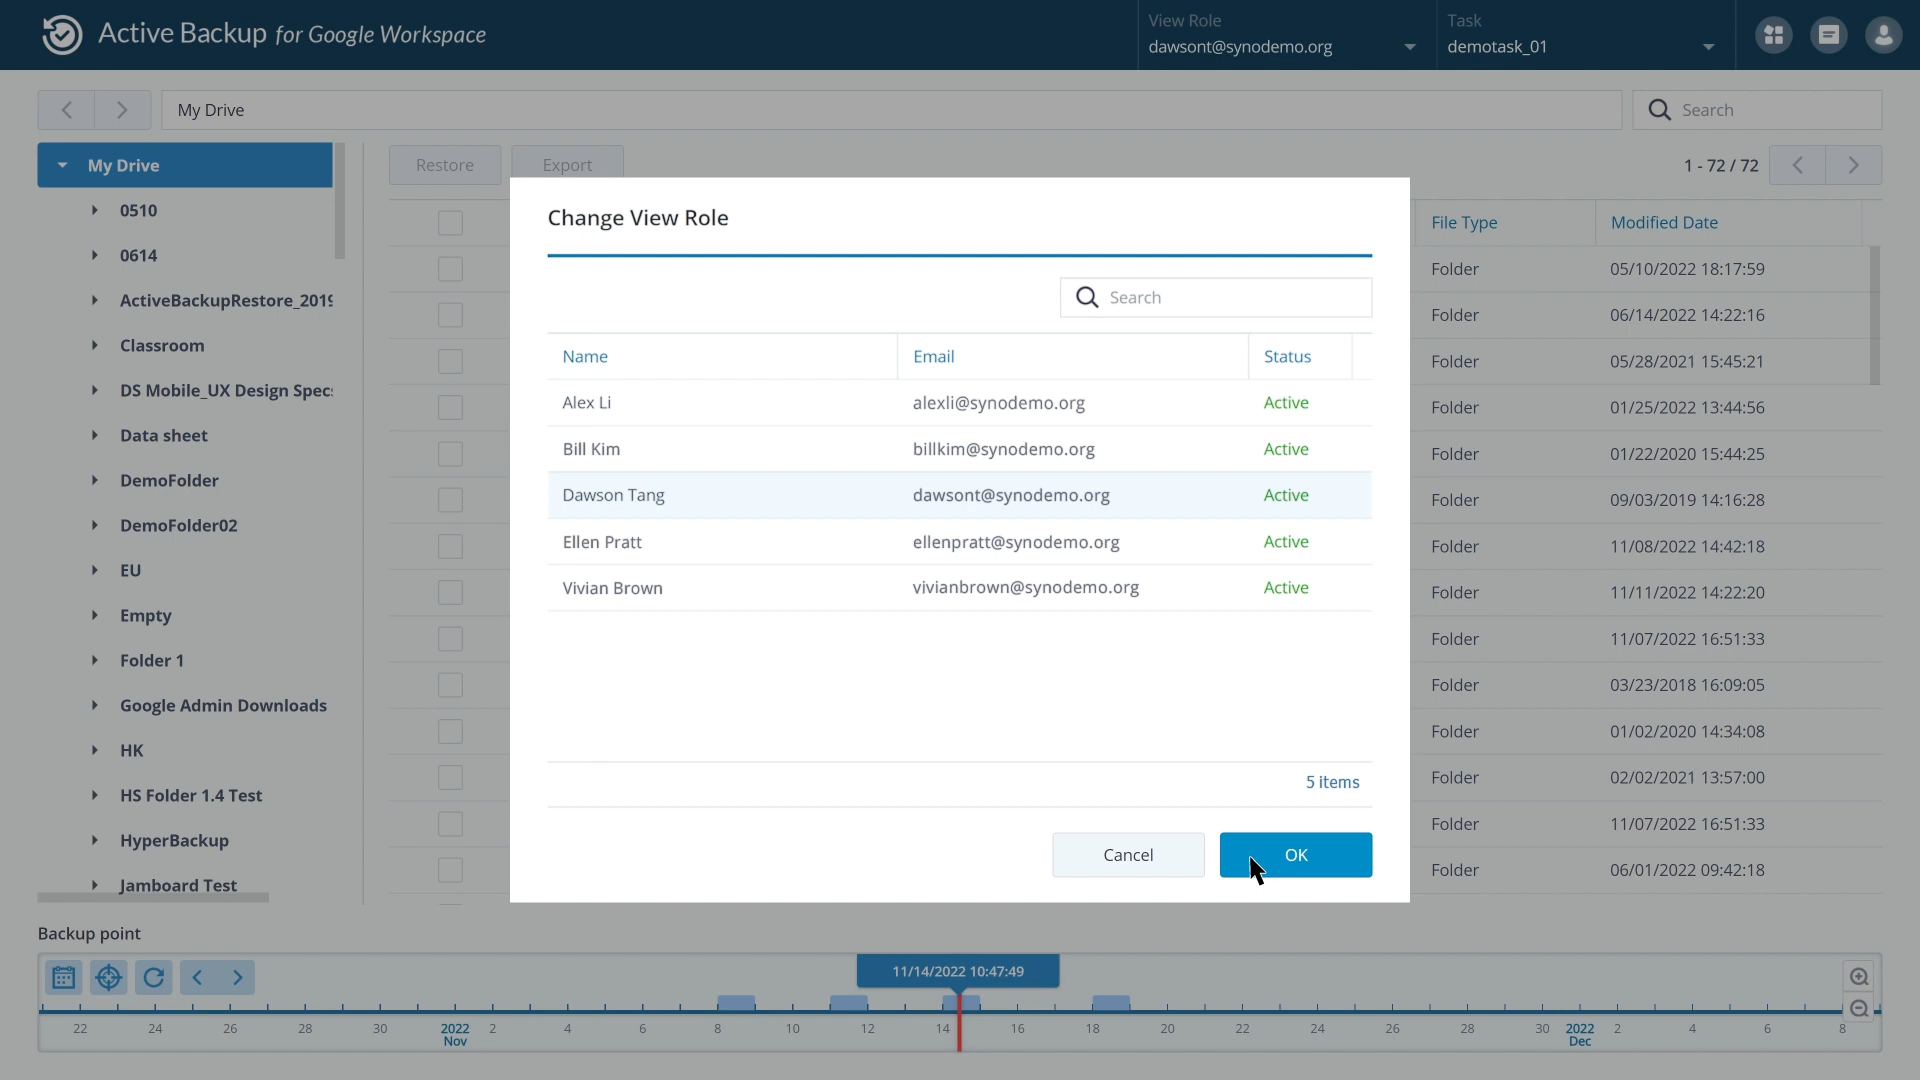 Active Backup for Google Workspace
View Role
dawsont@synodemo.org
Task
demotask_01
My Drive
Search
My Drive
0510
0614
ActiveBackupRestore_2019
Classroom
DS Mobile_UX Design Specs
Data sheet
DemoFolder
DemoFolder02
EU
Empty
Folder 1
Google Admin Downloads
HK
HS Folder 1.4 Test
HyperBackup
Jamboard Test
Restore
Export
1 - 72 / 72
File Type Modified Date
Folder 05/10/2022 18:17:59
Folder 06/14/2022 14:22:16
Folder 05/28/2021 15:45:21
Folder 01/25/2022 13:44:56
Folder 01/22/2020 15:44:25
Folder 09/03/2019 14:16:28
Folder 11/08/2022 14:42:18
Folder 11/11/2022 14:22:20
Folder 11/07/2022 16:51:33
Folder 03/23/2018 16:09:05
Folder 01/02/2020 14:34:08
Folder 02/02/2021 13:57:00
Folder 11/07/2022 16:51:33
Folder 06/01/2022 09:42:18
Change View Role
Search
Name Email Status
Alex Li alexli@synodemo.org Active
Bill Kim billkim@synodemo.org Active
Dawson Tang dawsont@synodemo.org Active
Ellen Pratt ellenpratt@synodemo.org Active
Vivian Brown vivianbrown@synodemo.org Active
5 items
Cancel OK
Backup point
11/14/2022 10:47:49
22 24 26 28 30 2022 2 4 6 8 10 12 14 16 18 20 22 24 26 28 30 2022 2 4 6 8
Nov Dec